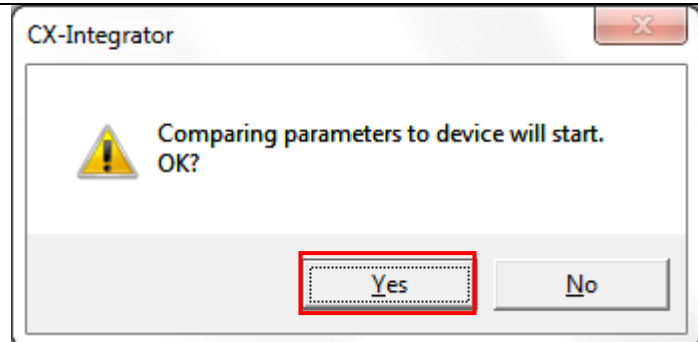 CX-Integrator
Comparing parameters to device will start.
OK?
Yes
No